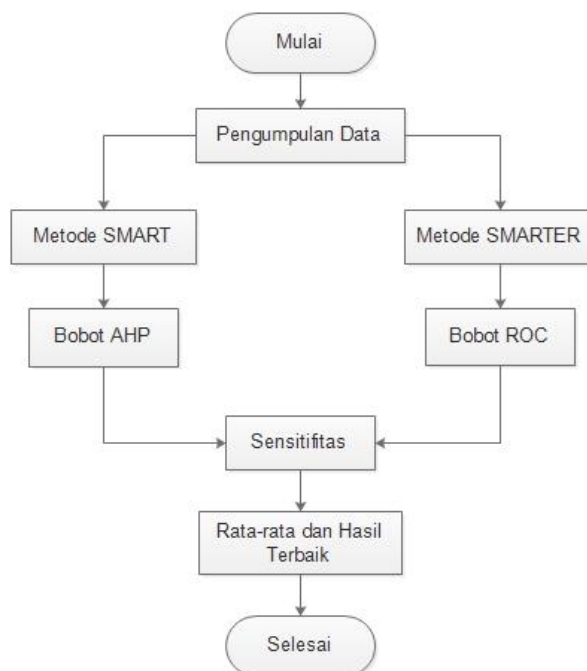 Mulai
Pengumpulan Data
Metode SMART
Metode SMARTER
Bobot AHP
Bobot ROC
Sensitifitas
Rata-rata dan Hasil
Terbaik
Selesai